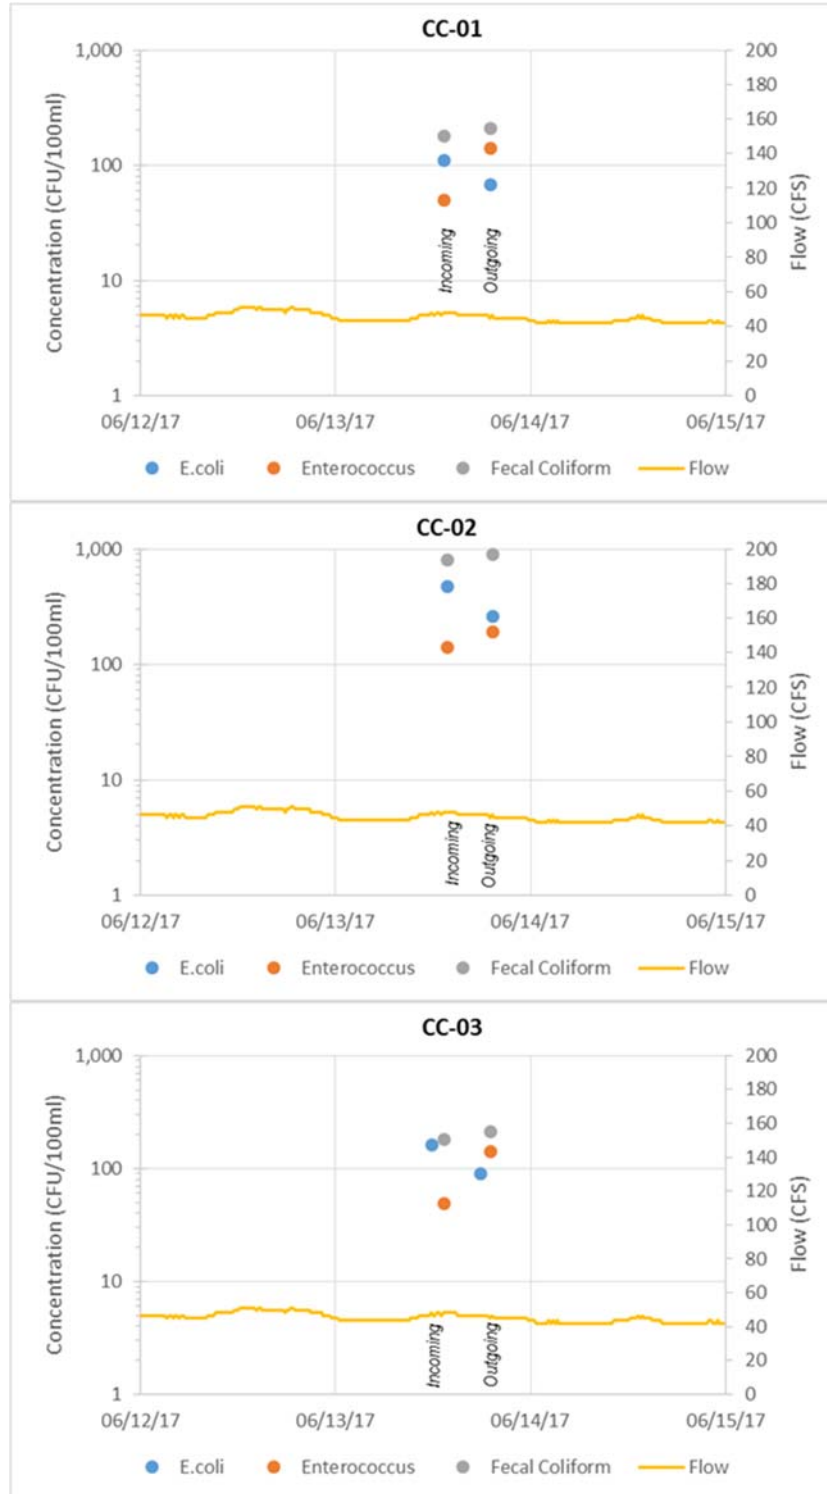 CC-01
Concentration (CFU/100ml)
1,000
100
10
1
Flow (CFS)
200
180
160
140
120
100
80
60
40
20
0
Incoming
Outgoing
06/12/17 06/13/17 06/14/17 06/15/17
E.coli Enterococcus Fecal Coliform Flow
CC-02
Concentration (CFU/100ml)
1,000
100
10
1
Flow (CFS)
200
180
160
140
120
100
80
60
40
20
0
Incoming
Outgoing
06/12/17 06/13/17 06/14/17 06/15/17
E.coli Enterococcus Fecal Coliform Flow
CC-03
Concentration (CFU/100ml)
1,000
100
10
1
Flow (CFS)
200
180
160
140
120
100
80
60
40
20
0
Incoming
Outgoing
06/12/17 06/13/17 06/14/17 06/15/17
E.coli Enterococcus Fecal Coliform Flow